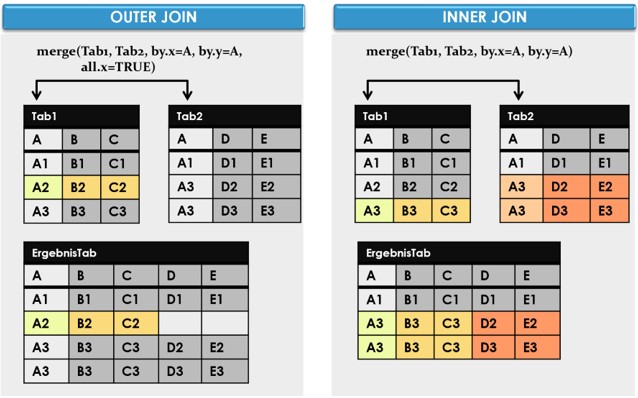 OUTER JOIN
merge(Tab1, Tab2, by.x=A, by.y=A,
all.x=TRUE)
Tab1
A B C
A1 B1 C1
A2 B2 C2
A3 B3 C3
Tab2
A D E
A1 D1 E1
A3 D2 E2
A3 D3 E3
ErgebnisTab
A B C D E
A1 B1 C1 D1 E1
A2 B2 C2
A3 B3 C3 D2 E2
A3 B3 C3 D3 E3
INNER JOIN
merge(Tab1, Tab2, by.x=A, by.y=A)
Tab1
A B C
A1 B1 C1
A2 B2 C2
A3 B3 C3
Tab2
A D E
A1 D1 E1
A3 D2 E2
A3 D3 E3
ErgebnisTab
A B C D E
A1 B1 C1 D1 E1
A3 B3 C3 D2 E2
A3 B3 C3 D3 E3